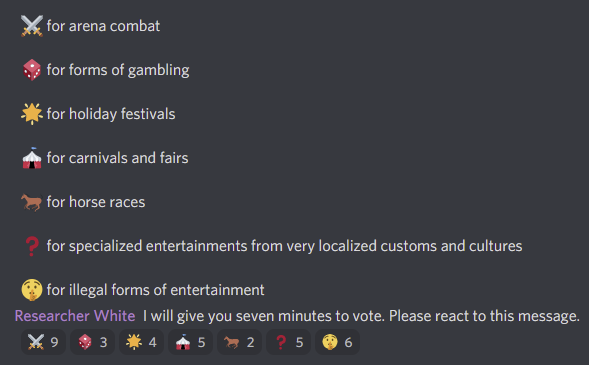 ⚔️ for arena combat
🎲 for forms of gambling
🌟 for holiday festivals
🎪 for carnivals and fairs
🐎 for horse races
❓ for specialized entertainments from very localized customs and cultures
🤫 for illegal forms of entertainment
Researcher White I will give you seven minutes to vote. Please react to this message.
⚔️ 9 🎲 3 🌟 4 🎪 5 🐎 2 ❓ 5 🤫 6